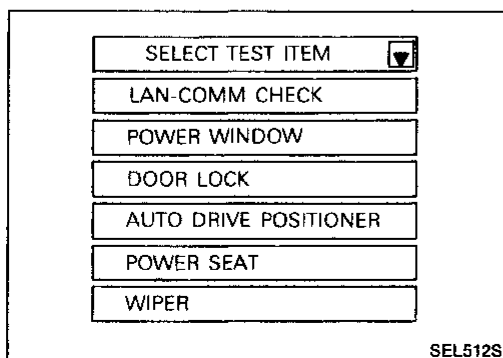 SELECT TEST ITEM
LAN-COMM CHECK
POWER WINDOW
DOOR LOCK
AUTO DRIVE POSITIONER
POWER SEAT
WIPER
SEL512S